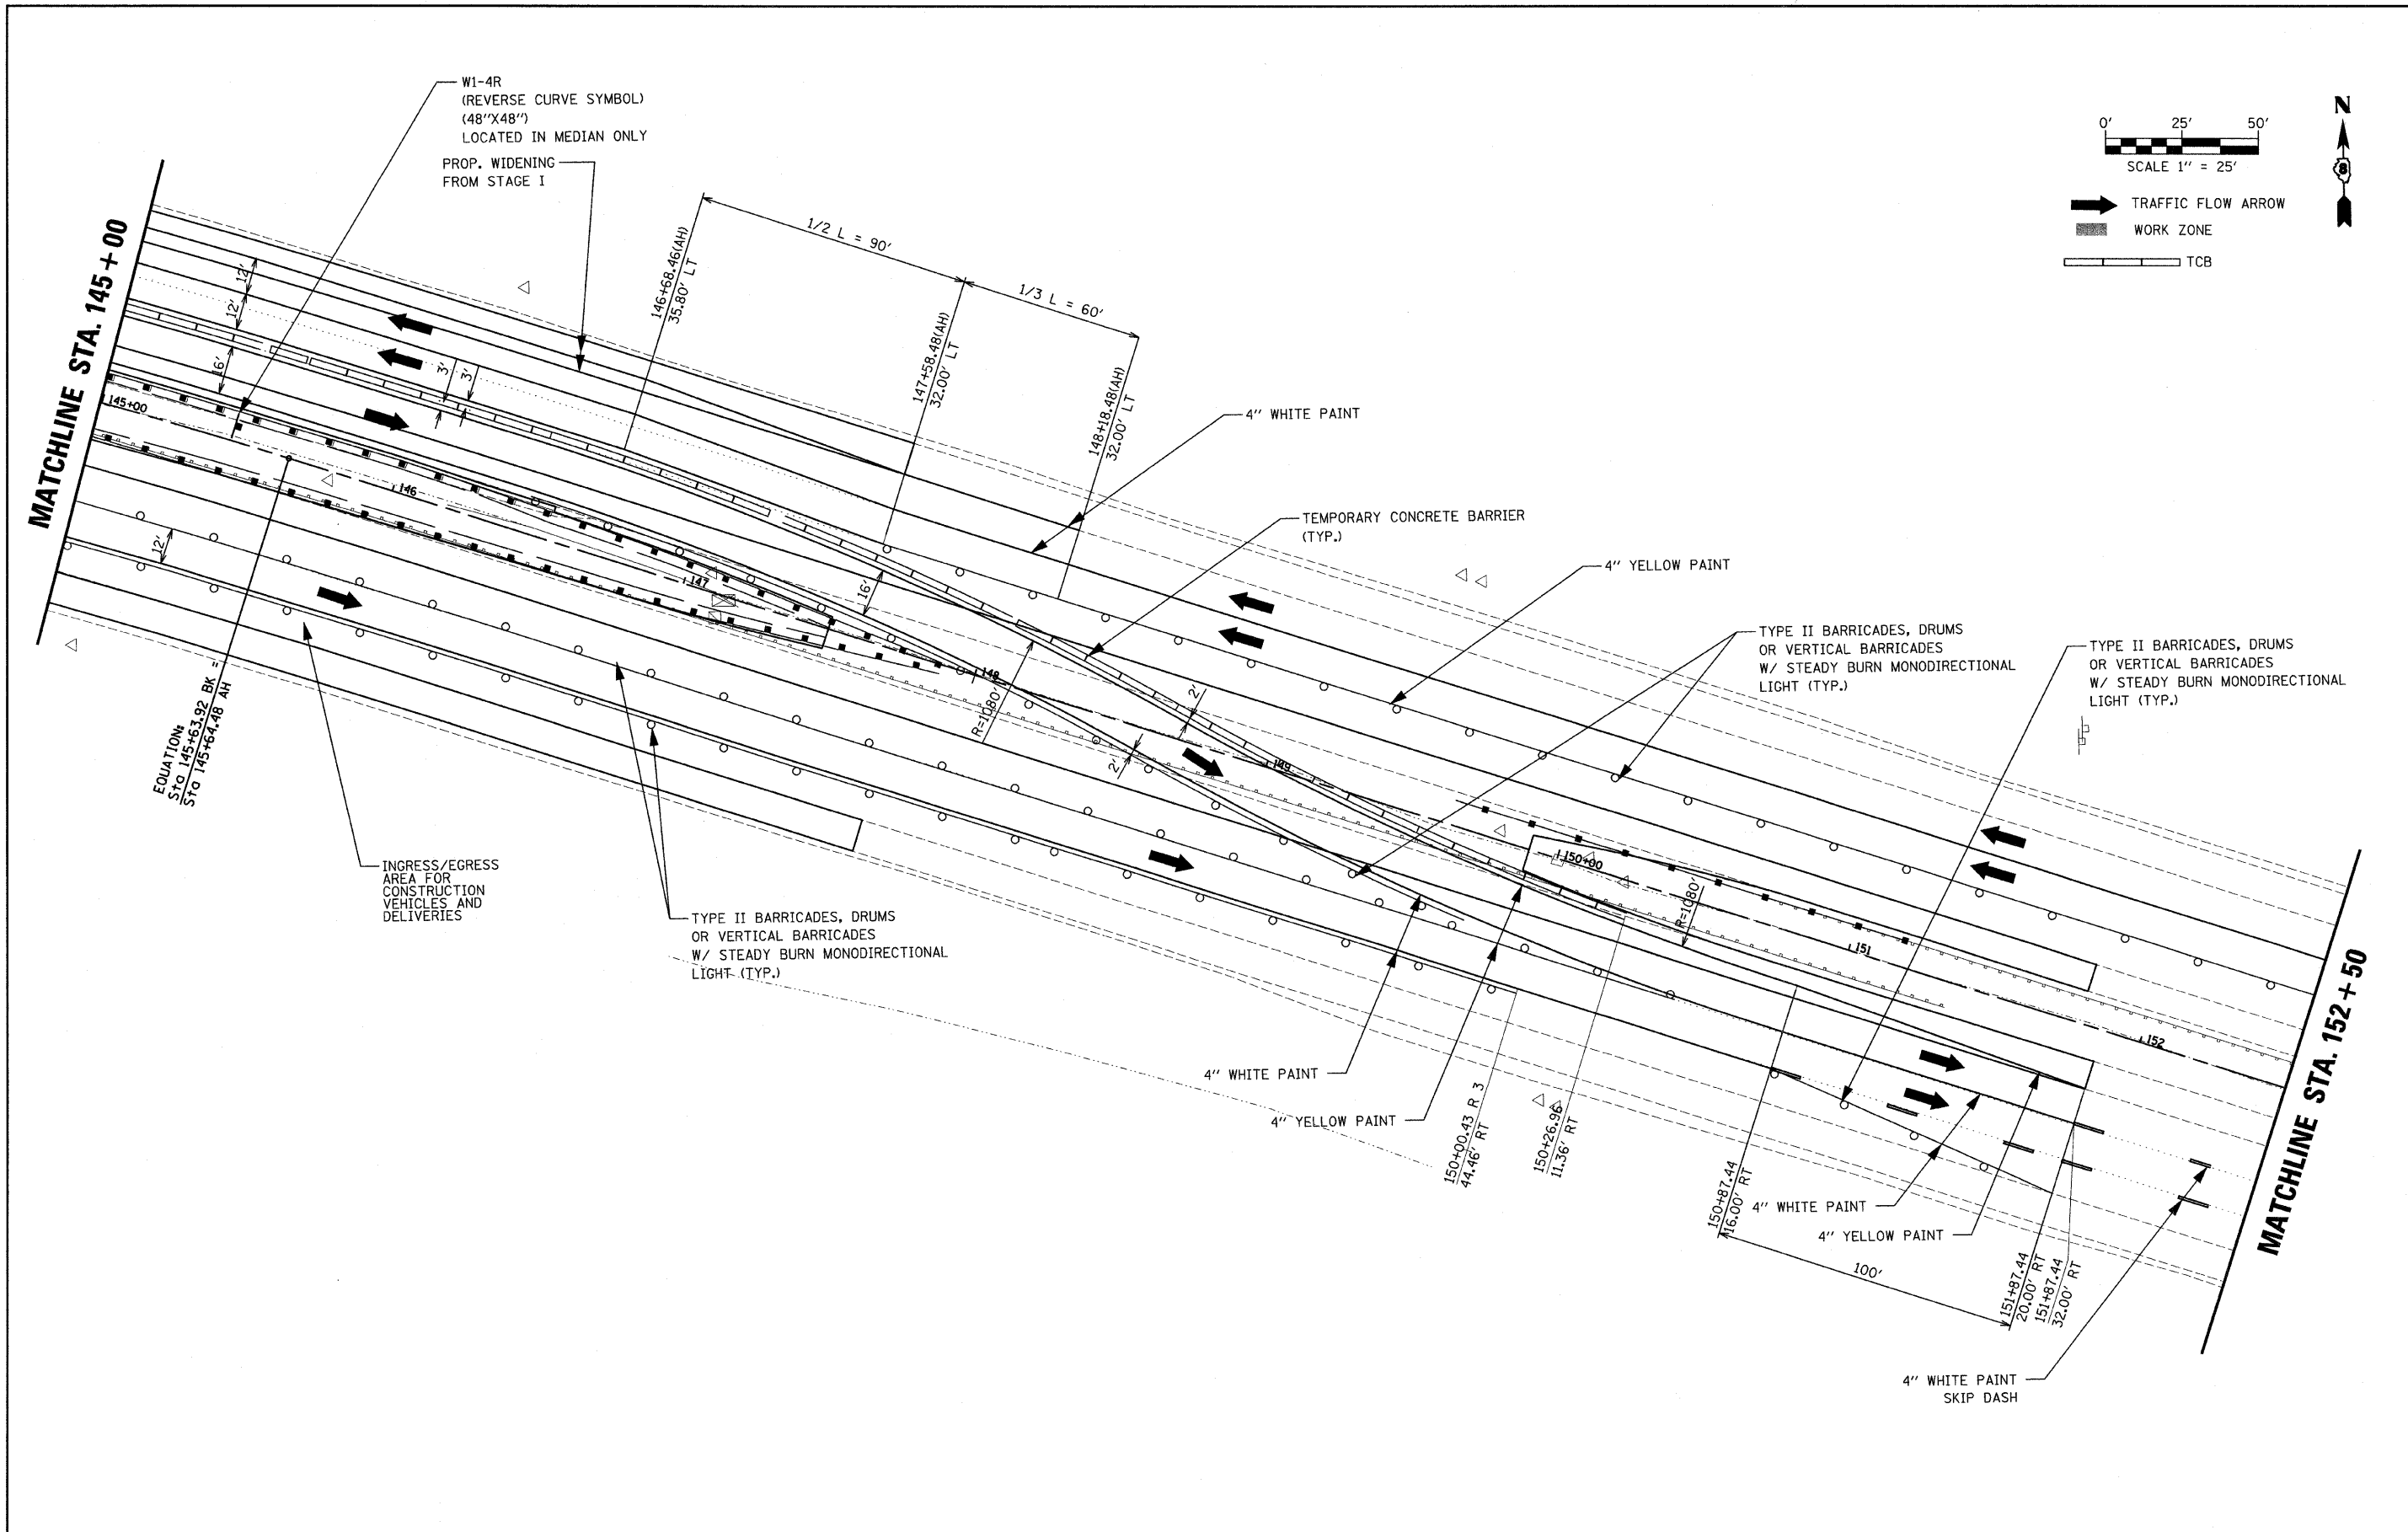 W1-4R
(REVERSE CURVE SYMBOL)
(48"X48")
LOCATED IN MEDIAN ONLY
PROP. WIDENING
FROM STAGE I
0' 25' 50'
SCALE 1" = 25'
N
8
TRAFFIC FLOW ARROW
WORK ZONE
TCB
MATCHLINE STA. 145+00
12'
12'
16'
3'
3'
1/2 L = 90'
1/3 L = 60'
146+68.46(AH)
35.80' LT
147+58.48(AH)
32.00' LT
148+18.48(AH)
32.00' LT
4" WHITE PAINT
TEMPORARY CONCRETE BARRIER
(TYP.)
4" YELLOW PAINT
TYPE II BARRICADES, DRUMS
OR VERTICAL BARRICADES
W/ STEADY BURN MONODIRECTIONAL
LIGHT (TYP.)
TYPE II BARRICADES, DRUMS
OR VERTICAL BARRICADES
W/ STEADY BURN MONODIRECTIONAL
LIGHT (TYP.)
145+00
146
147
148
149
150+00
151
152
12'
16'
R=1080'
2'
2'
R=1080'
EQUATION:
Sta 145+63.92 BK =
Sta 145+64.48 AH
INGRESS/EGRESS
AREA FOR
CONSTRUCTION
VEHICLES AND
DELIVERIES
TYPE II BARRICADES, DRUMS
OR VERTICAL BARRICADES
W/ STEADY BURN MONODIRECTIONAL
LIGHT (TYP.)
4" WHITE PAINT
4" YELLOW PAINT
150+00.43 R 3
44.46' RT
150+26.96
11.36' RT
150+87.44
16.00' RT
100'
4" WHITE PAINT
4" YELLOW PAINT
151+87.44
20.00' RT
151+87.44
32.00' RT
4" WHITE PAINT
SKIP DASH
MATCHLINE STA. 152+50